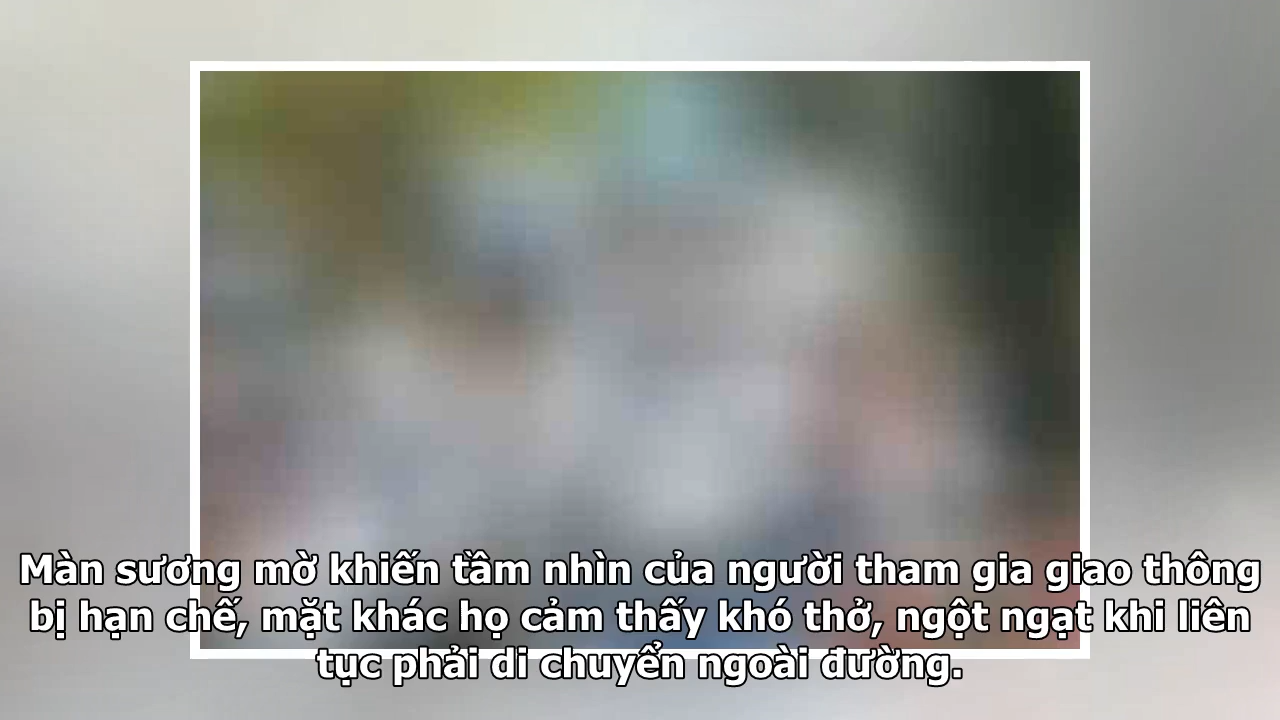 Màn sương mờ khiến tầm nhìn của người tham gia giao thông
bị hạn chế, mặt khác họ cảm thấy khó thở, ngột ngạt khi liên
tục phải di chuyển ngoài đường.